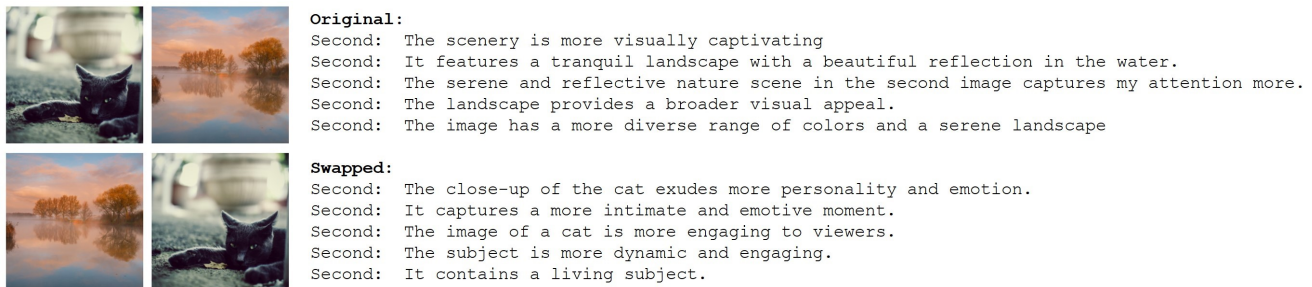 Original:
Second: The scenery is more visually captivating
Second: It features a tranquil landscape with a beautiful reflection in the water.
Second: The serene and reflective nature scene in the second image captures my attention more.
Second: The landscape provides a broader visual appeal.
Second: The image has a more diverse range of colors and a serene landscape
Swapped:
Second: The close-up of the cat exudes more personality and emotion.
Second: It captures a more intimate and emotive moment.
Second: The image of a cat is more engaging to viewers.
Second: The subject is more dynamic and engaging.
Second: It contains a living subject.